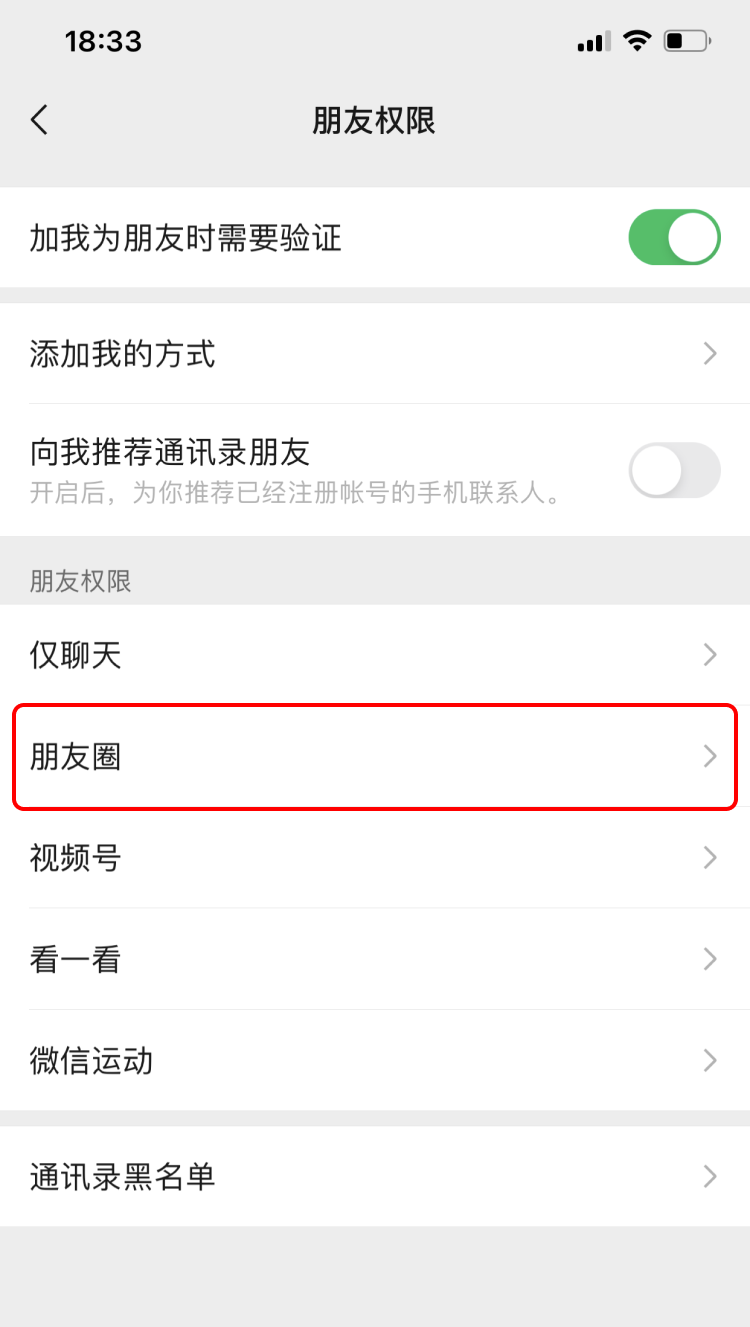 18:33
朋友权限
加我为朋友时需要验证
添加我的方式
向我推荐通讯录朋友
开启后，为你推荐已经注册帐号的手机联系人。
朋友权限
仅聊天
朋友圈
视频号
看一看
微信运动
通讯录黑名单